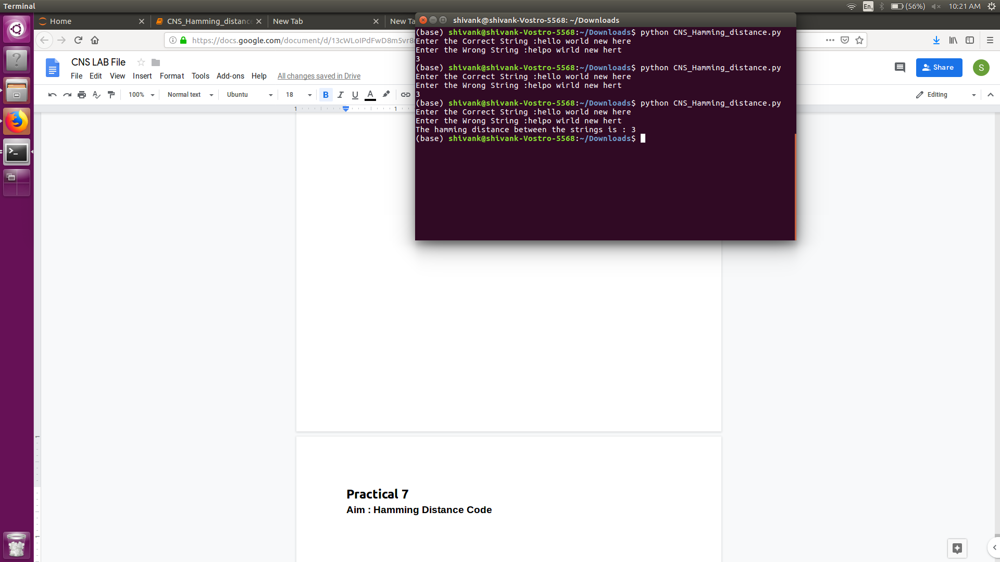 Terminal
En1
(56%)
10:21 AM
Home
CNS_Hamming_distance
New Tab
New Ta
shivank@shivank-Vostro-5568: ~/Downloads
https://docs.google.com/document/d/13cWLoIPdFwD8m5vr8
(base) shivank@shivank-Vostro-5568:~/Downloads$ python CNS_Hamming_distance.py
Enter the Correct String :hello world new here
Enter the Wrong String :helpo wirld new hert
3
(base) shivank@shivank-Vostro-5568:~/Downloads$ python CNS_Hamming_distance.py
Enter the Correct String :hello world new here
Enter the Wrong String :helpo wirld new hert
3
(base) shivank@shivank-Vostro-5568:~/Downloads$ python CNS_Hamming_distance.py
Enter the Correct String :hello world new here
Enter the Wrong String :helpo wirld new hert
The hamming distance between the strings is : 3
(base) shivank@shivank-Vostro-5568:~/Downloads$
CNS LAB File
Share
S
File Edit View Insert Format Tools Add-ons Help All changes saved in Drive
100% Normal text Ubuntu 18 B I U A
Editing
1 1
Practical 7
Aim : Hamming Distance Code